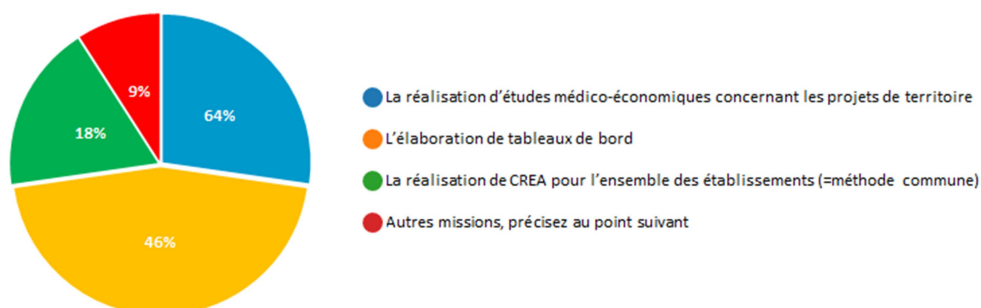 9%
64%
18%
46%
La réalisation d’études médico-économiques concernant les projets de territoire
L’élaboration de tableaux de bord
La réalisation de CREA pour l’ensemble des établissements (=méthode commune)
Autres missions, précisez au point suivant